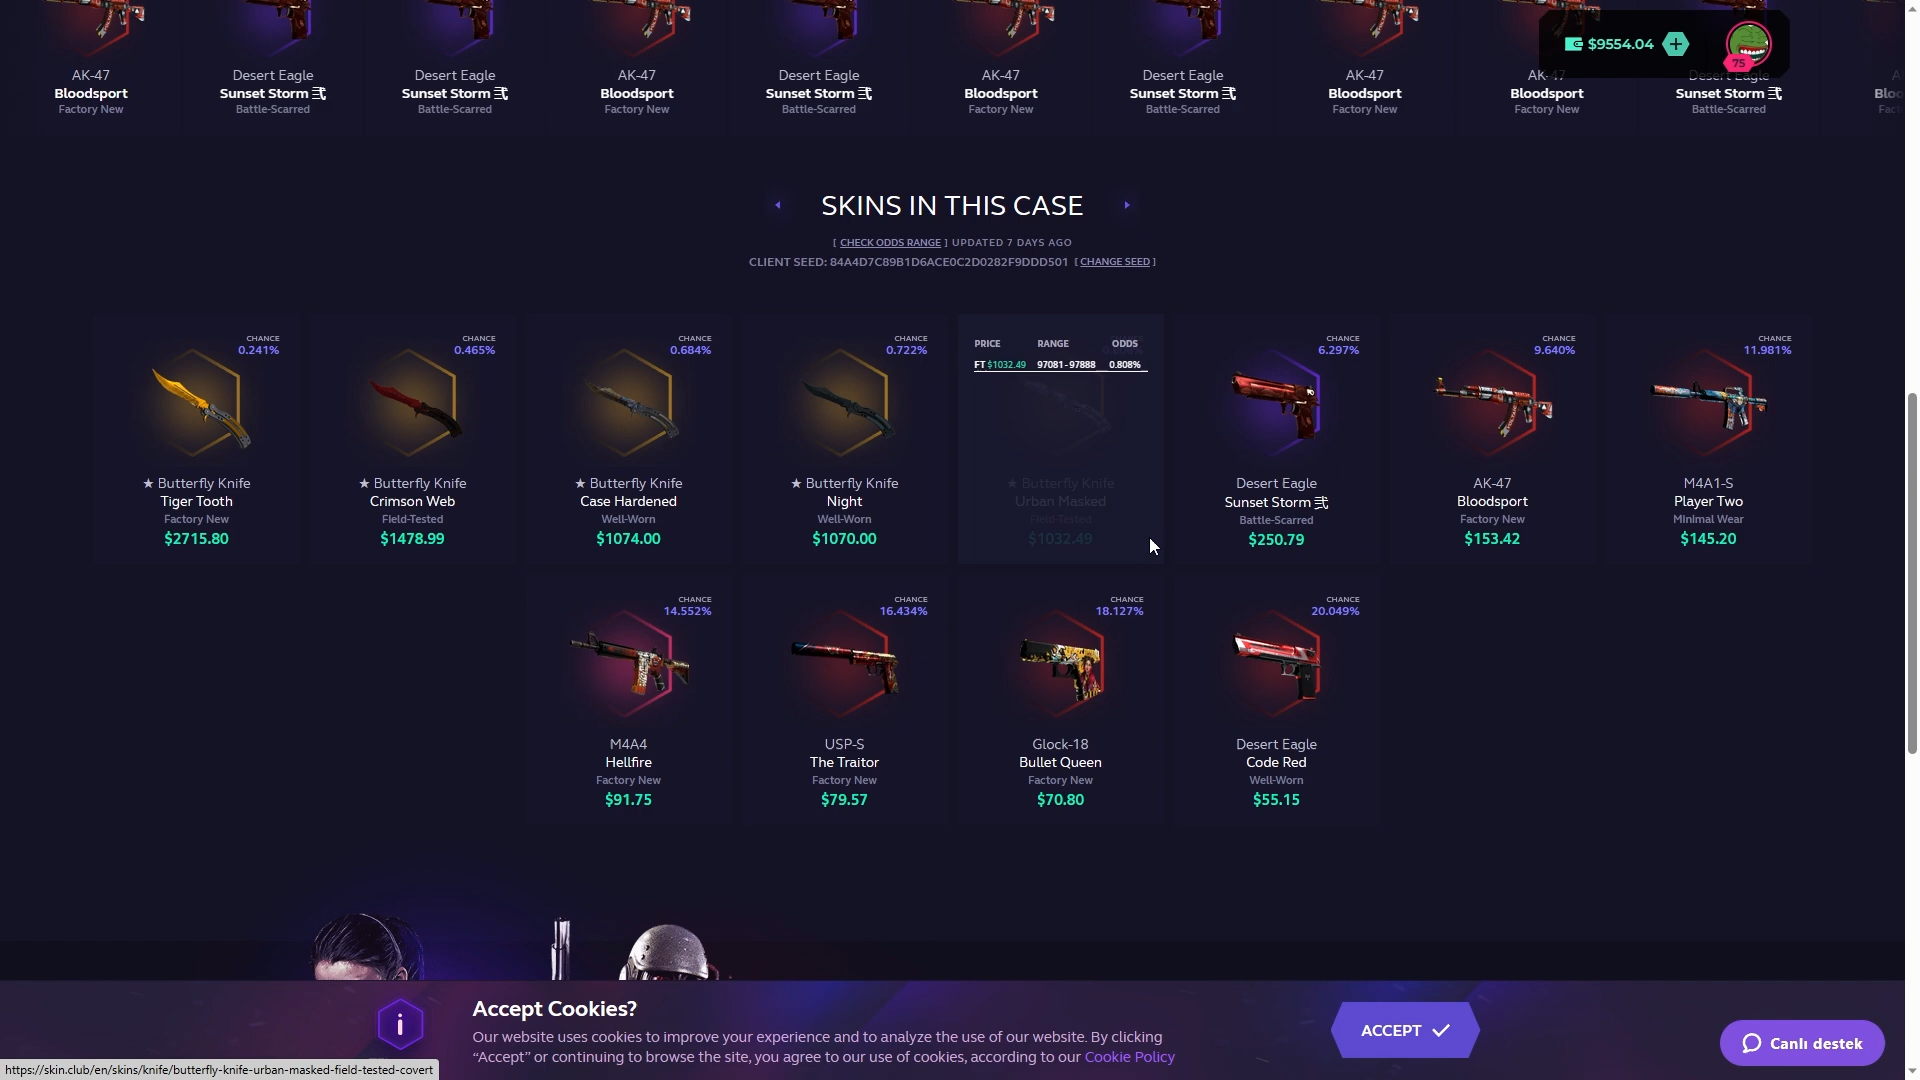 $9554.04
75
AK-47
Bloodsport
Factory New
Desert Eagle
Sunset Storm 弐
Battle-Scarred
Desert Eagle
Sunset Storm 弐
Battle-Scarred
AK-47
Bloodsport
Factory New
Desert Eagle
Sunset Storm 弐
Battle-Scarred
AK-47
Bloodsport
Factory New
Desert Eagle
Sunset Storm 弐
Battle-Scarred
AK-47
Bloodsport
Factory New
AK-47
Bloodsport
Factory New
Desert Eagle
Sunset Storm 弐
Battle-Scarred
SKINS IN THIS CASE
[ CHECK ODDS RANGE ] UPDATED 7 DAYS AGO
CLIENT SEED: 84A4D7C89B1D6ACE0C2D0282F9DDD501 [ CHANGE SEED ]
CHANCE
0.241%
★ Butterfly Knife
Tiger Tooth
Factory New
$2715.80
CHANCE
0.465%
★ Butterfly Knife
Crimson Web
Field-Tested
$1478.99
CHANCE
0.684%
★ Butterfly Knife
Case Hardened
Well-Worn
$1074.00
CHANCE
0.722%
★ Butterfly Knife
Night
Well-Worn
$1070.00
PRICE RANGE ODDS
FT $1032.49 97081-97888 0.808%
★ Butterfly Knife
Urban Masked
Field-Tested
$1032.49
CHANCE
6.297%
Desert Eagle
Sunset Storm 弐
Battle-Scarred
$250.79
CHANCE
9.640%
AK-47
Bloodsport
Factory New
$153.42
CHANCE
11.981%
M4A1-S
Player Two
Minimal Wear
$145.20
CHANCE
14.552%
M4A4
Hellfire
Factory New
$91.75
CHANCE
16.434%
USP-S
The Traitor
Factory New
$79.57
CHANCE
18.127%
Glock-18
Bullet Queen
Factory New
$70.80
CHANCE
20.049%
Desert Eagle
Code Red
Well-Worn
$55.15
Accept Cookies?
Our website uses cookies to improve your experience and to analyze the use of our website. By clicking
“Accept” or continuing to browse the site, you agree to our use of cookies, according to our Cookie Policy
ACCEPT
Canlı destek
https://skin.club/en/skins/knife/butterfly-knife-urban-masked-field-tested-covert